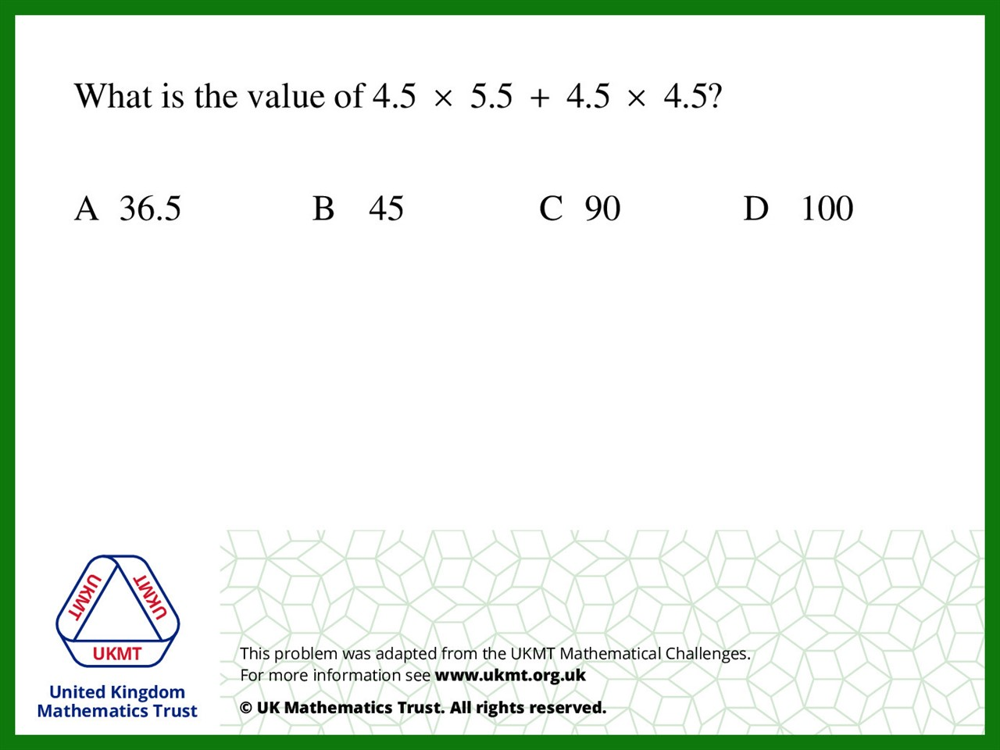 What is the value of 4.5 × 5.5 + 4.5 × 4.5?
A 36.5 B 45 C 90 D 100
UKMT
UKMT
UKMT
United Kingdom
Mathematics Trust
This problem was adapted from the UKMT Mathematical Challenges.
For more information see www.ukmt.org.uk
© UK Mathematics Trust. All rights reserved.